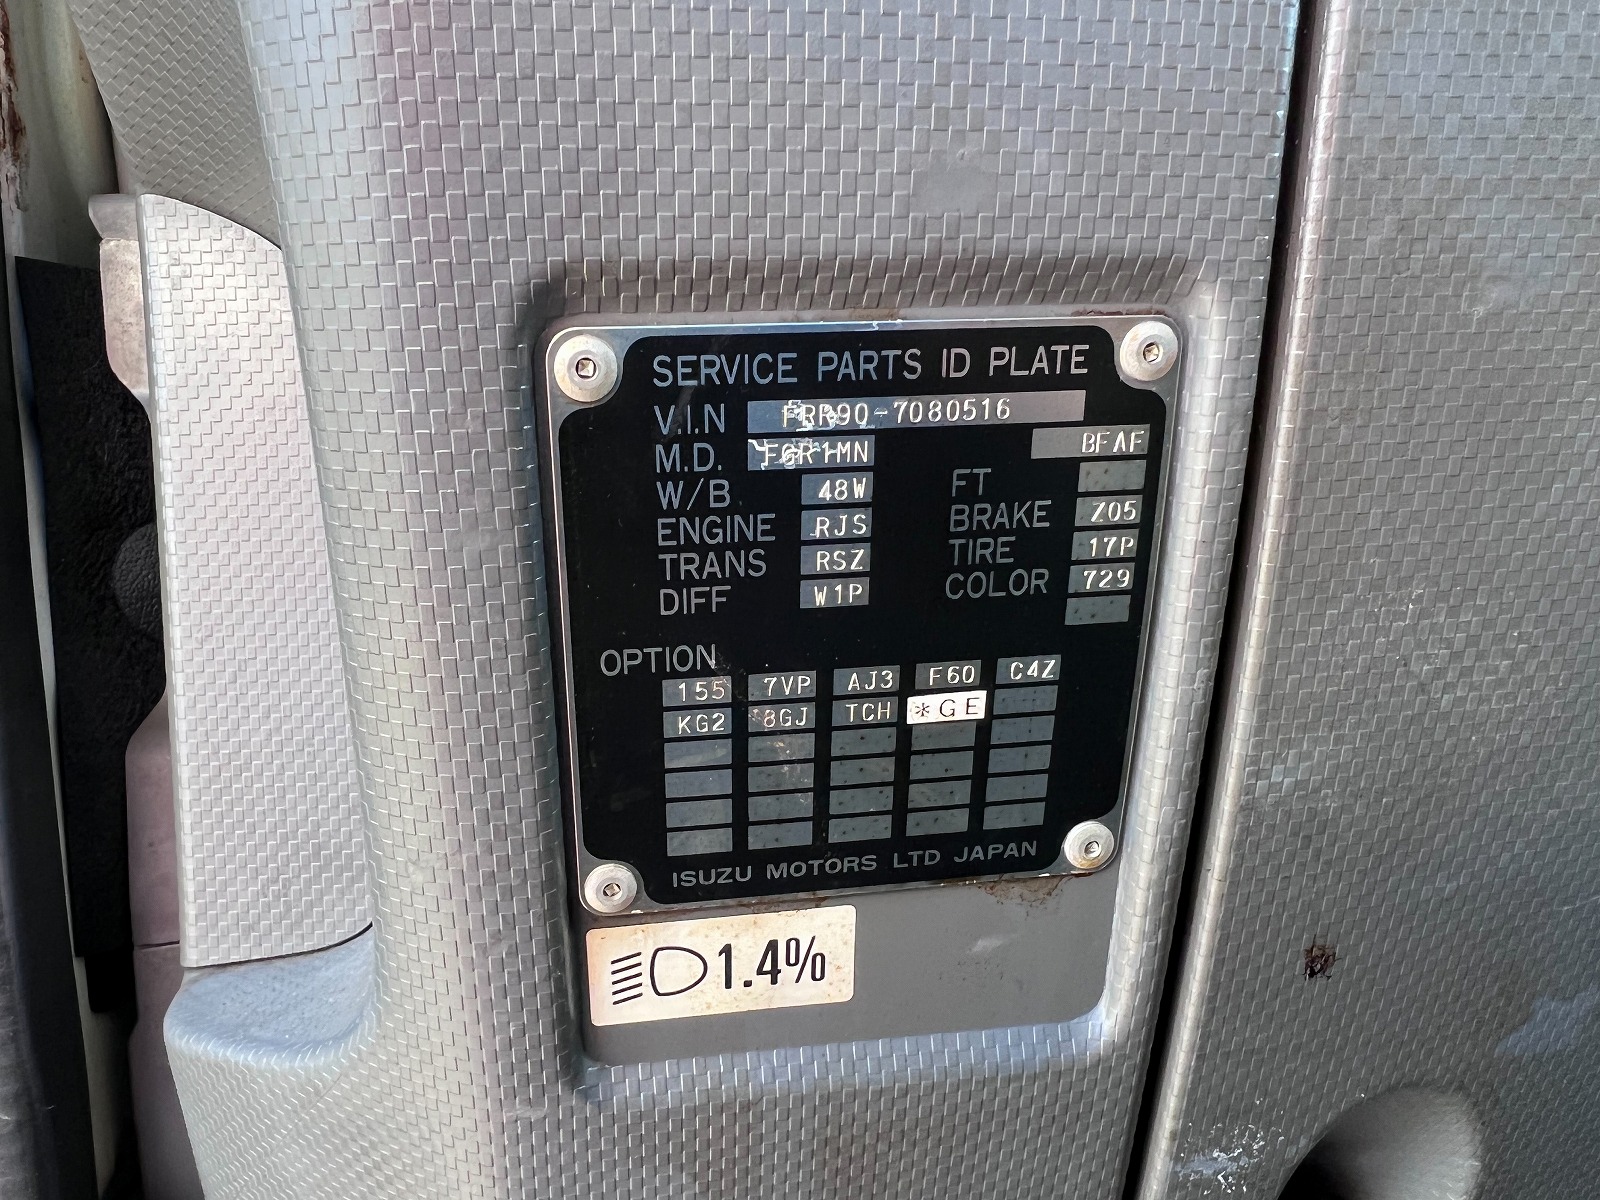 SERVICE PARTS ID PLATE
V.I.N FRR90-7080516
M.D. FGR1MN BFAF
W/B 48W FT
ENGINE RJS BRAKE Z05
TRANS RSZ TIRE 17P
DIFF W1P COLOR 729
OPTION
155 7VP AJ3 F60 C4Z
KG2 8GJ TCH *GE
ISUZU MOTORS LTD JAPAN
1.4%